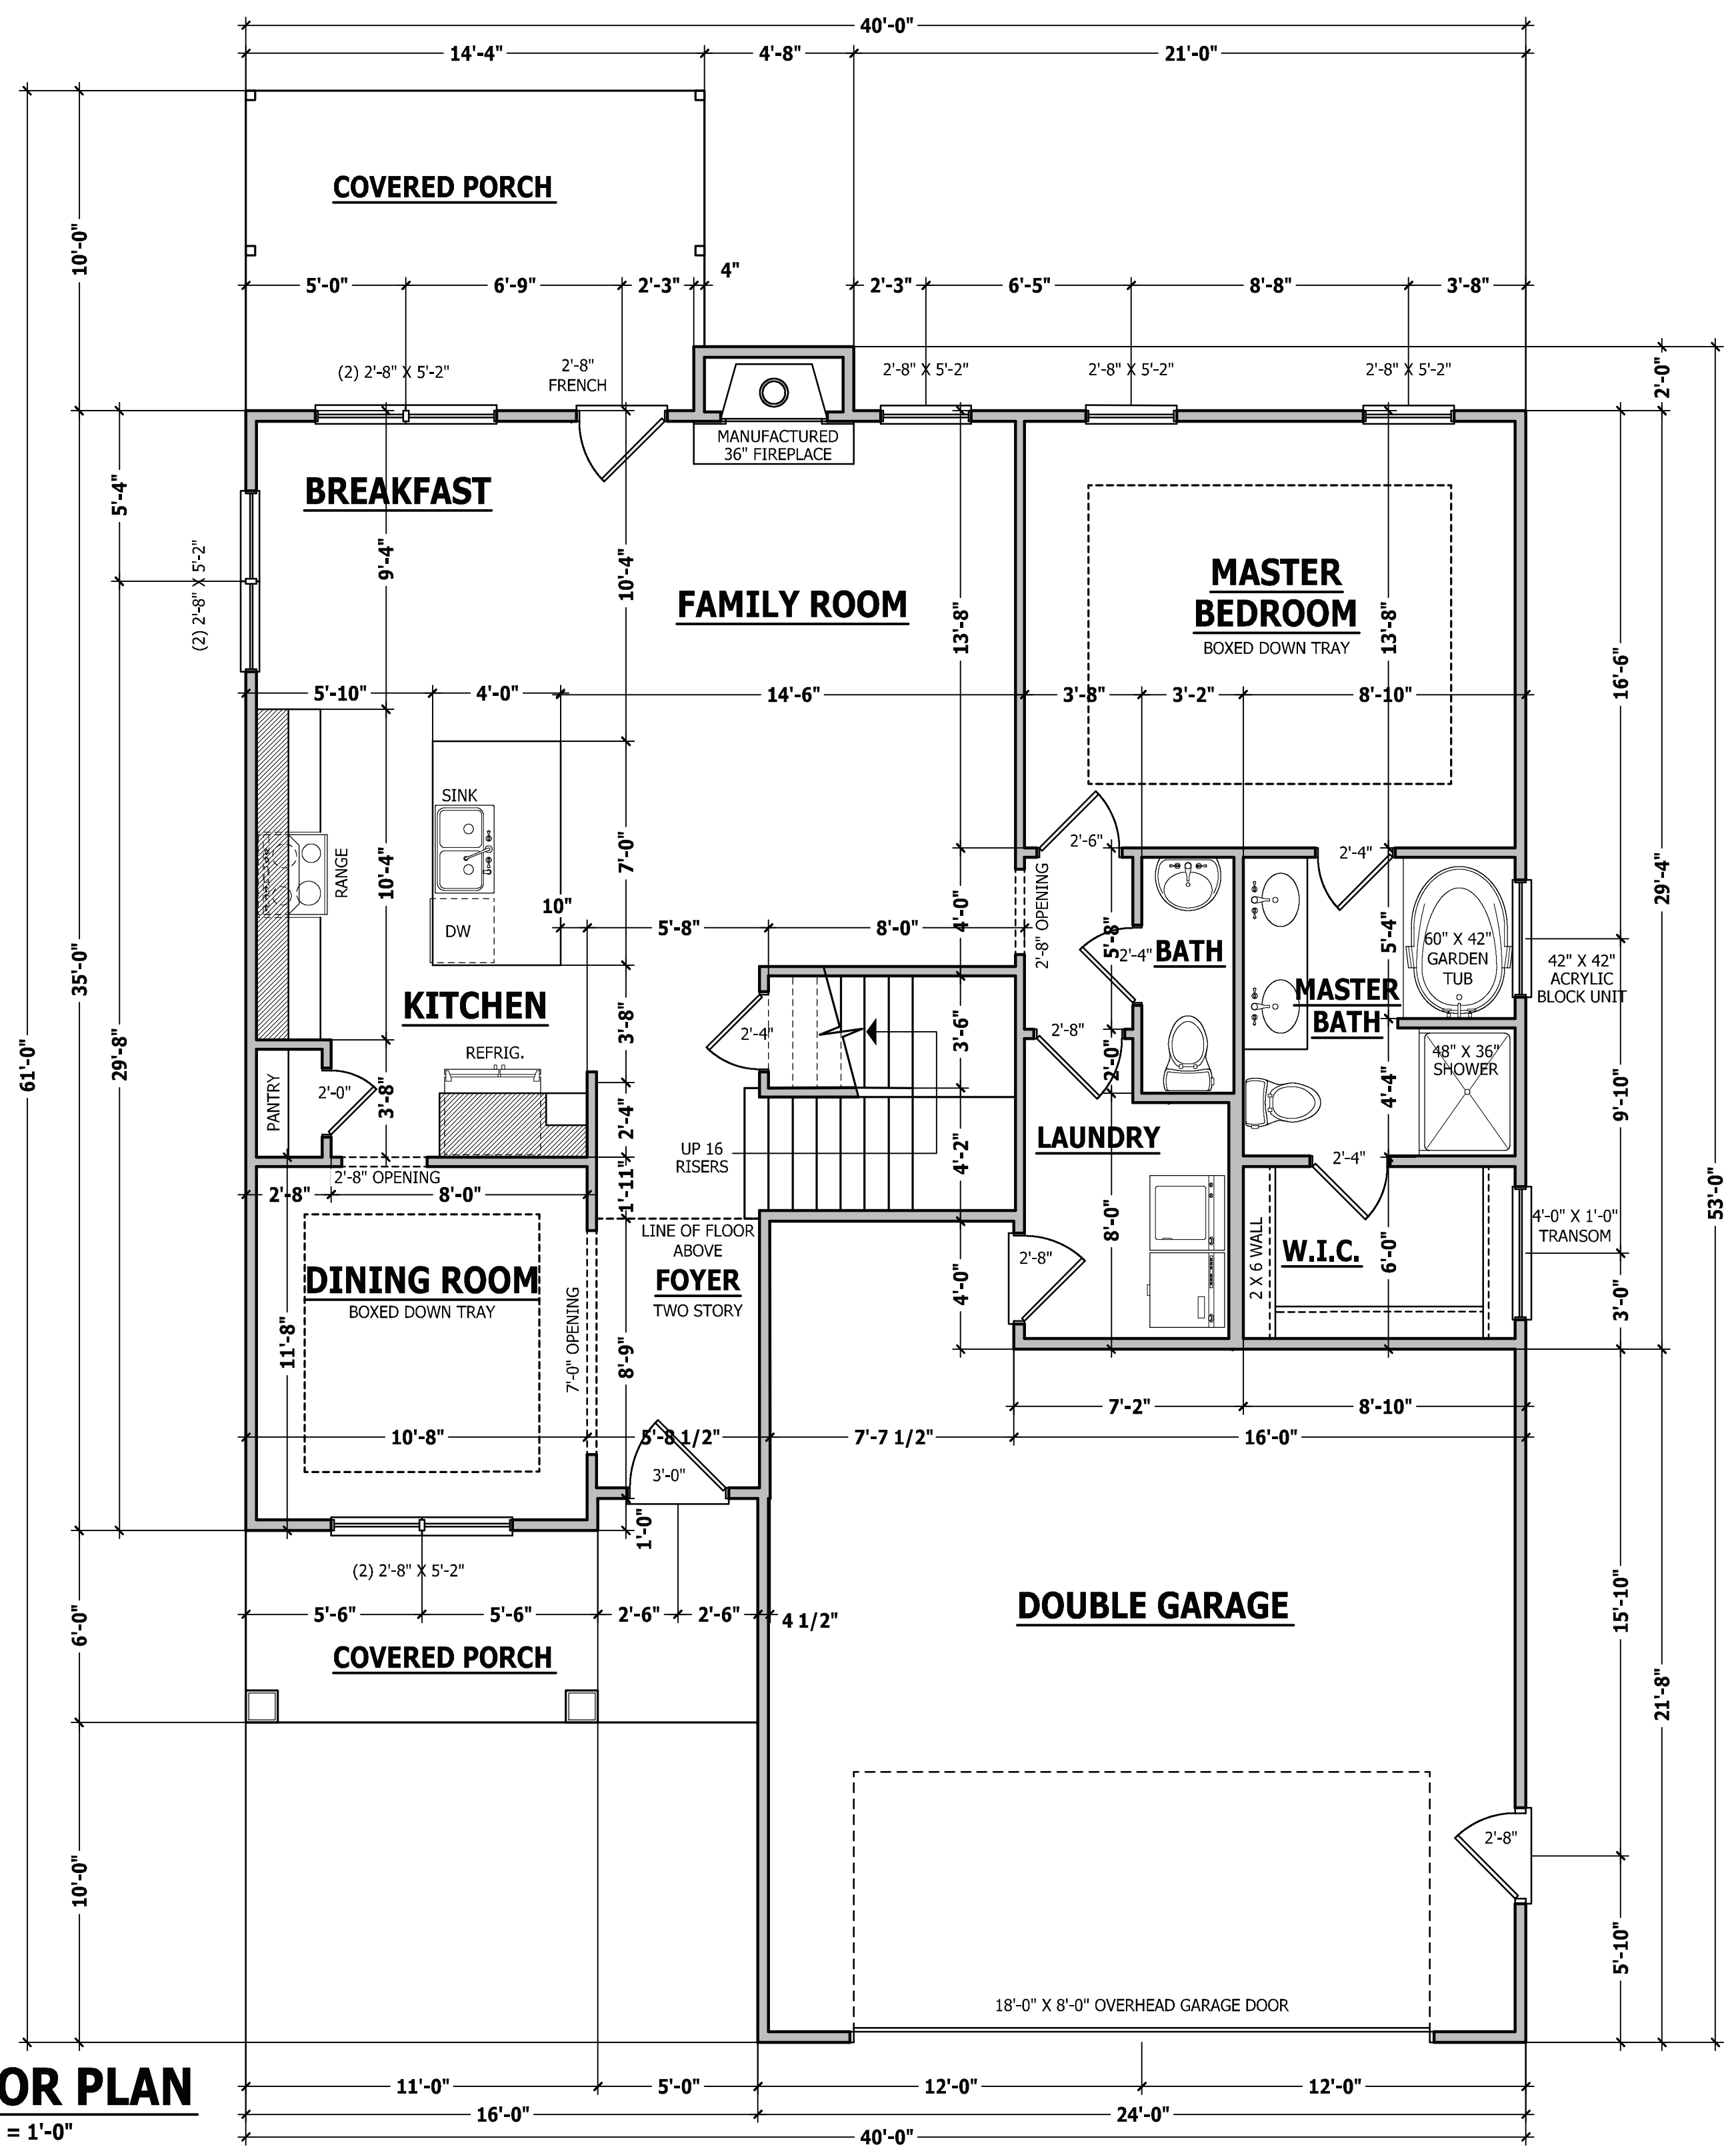 40'-0"
14'-4" 4'-8" 21'-0"
COVERED PORCH
10'-0"
4"
5'-0" 6'-9" 2'-3" 2'-3" 6'-5" 8'-8" 3'-8"
(2) 2'-8" X 5'-2"
2'-8"
FRENCH
2'-8" X 5'-2"
2'-8" X 5'-2"
2'-8" X 5'-2"
2'-0"
MANUFACTURED
36" FIREPLACE
BREAKFAST
5'-4"
(2) 2'-8" X 5'-2"
9'-4"
10'-4"
FAMILY ROOM
13'-8"
MASTER
BEDROOM
BOXED DOWN TRAY
13'-8"
16'-6"
5'-10" 4'-0" 14'-6" 3'-8" 3'-2" 8'-10"
SINK
RANGE
10'-4"
7'-0"
DW
10"
5'-8" 8'-0"
4'-0"
2'-8" OPENING
2'-6"
5'-8"
2'-4"
BATH
2'-4"
5'-4"
60" X 42"
GARDEN
TUB
42" X 42"
ACRYLIC
BLOCK UNIT
29'-4"
35'-0"
61'-0"
29'-8"
KITCHEN
3'-8"
2'-4"
3'-6"
2'-8"
2'-0"
MASTER
BATH
48" X 36"
SHOWER
4'-4"
9'-10"
REFRIG.
PANTRY
2'-0"
3'-8"
2'-4"
UP 16
RISERS
4'-2"
LAUNDRY
2'-4"
53'-0"
2'-8" OPENING
2'-8" 8'-0"
1'-11"
LINE OF FLOOR
ABOVE
FOYER
TWO STORY
DINING ROOM
BOXED DOWN TRAY
7'-0" OPENING
11'-8"
8'-9"
4'-0"
2'-8"
8'-0"
2 X 6 WALL
W.I.C.
6'-0"
4'-0" X 1'-0"
TRANSOM
3'-0"
7'-2" 8'-10"
10'-8" 5'-8 1/2" 7'-7 1/2" 16'-0"
3'-0"
1'-0"
(2) 2'-8" X 5'-2"
5'-6" 5'-6" 2'-6" 2'-6" 4 1/2"
6'-0"
COVERED PORCH
DOUBLE GARAGE
15'-10"
21'-8"
2'-8"
10'-0"
5'-10"
18'-0" X 8'-0" OVERHEAD GARAGE DOOR
OR PLAN
= 1'-0"
11'-0" 5'-0" 12'-0" 12'-0"
16'-0" 24'-0"
40'-0"